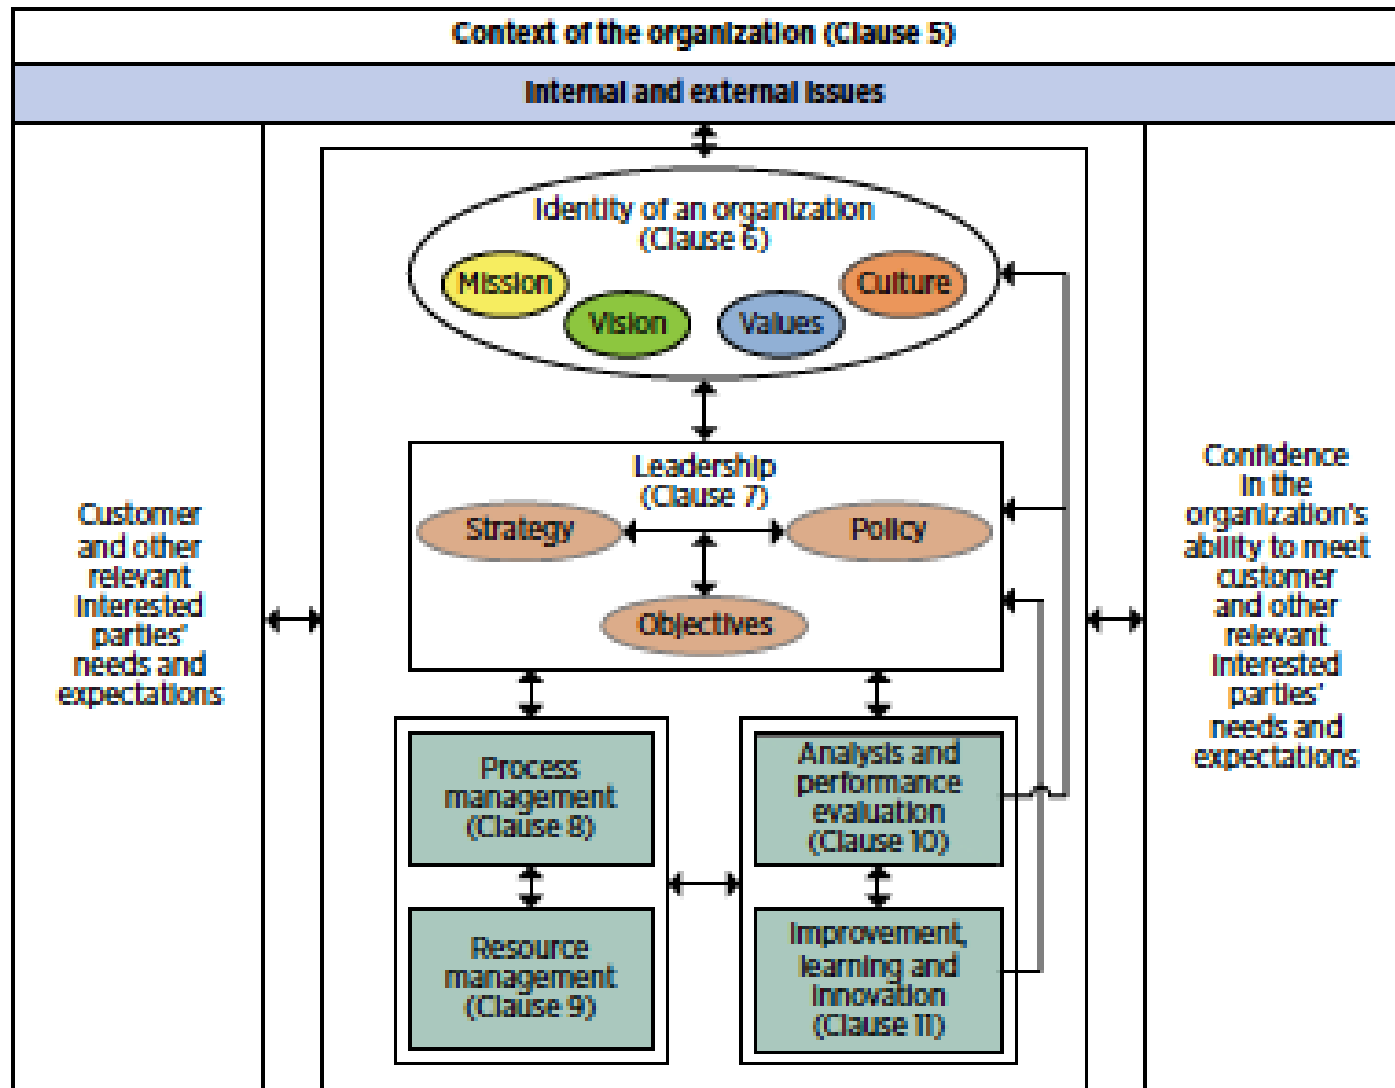 Context of the organization (Clause 5)
Internal and external issues
Identity of an organization
(Clause 6)
Mission
Vision
Values
Culture
Leadership
(Clause 7)
Strategy
Policy
Objectives
Customer
and other
relevant
interested
parties'
needs and
expectations
Confidence
in the
organization's
ability to meet
customer
and other
relevant
interested
parties'
needs and
expectations
Process
management
(Clause 8)
Analysis and
performance
evaluation
(Clause 10)
Resource
management
(Clause 9)
Improvement,
learning and
innovation
(Clause 11)